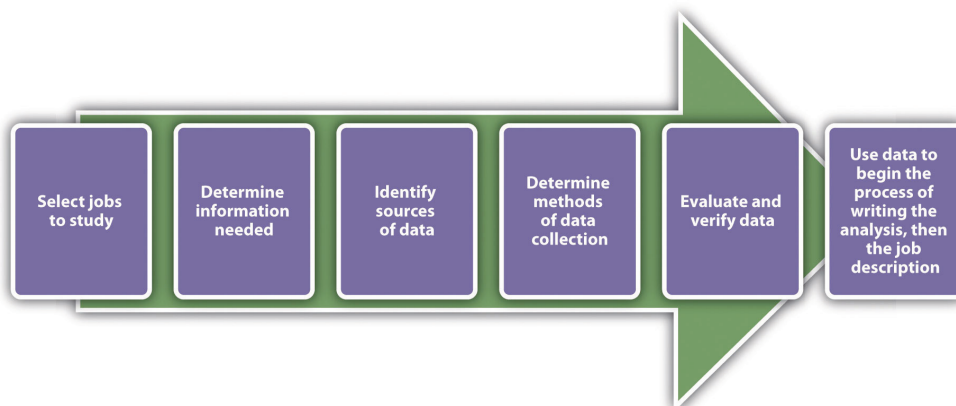 Select jobs
to study
Determine
information
needed
Identify
sources
of data
Determine
methods
of data
collection
Evaluate and
verify data
Use data to
begin the
process of
writing the
analysis, then
the job
description